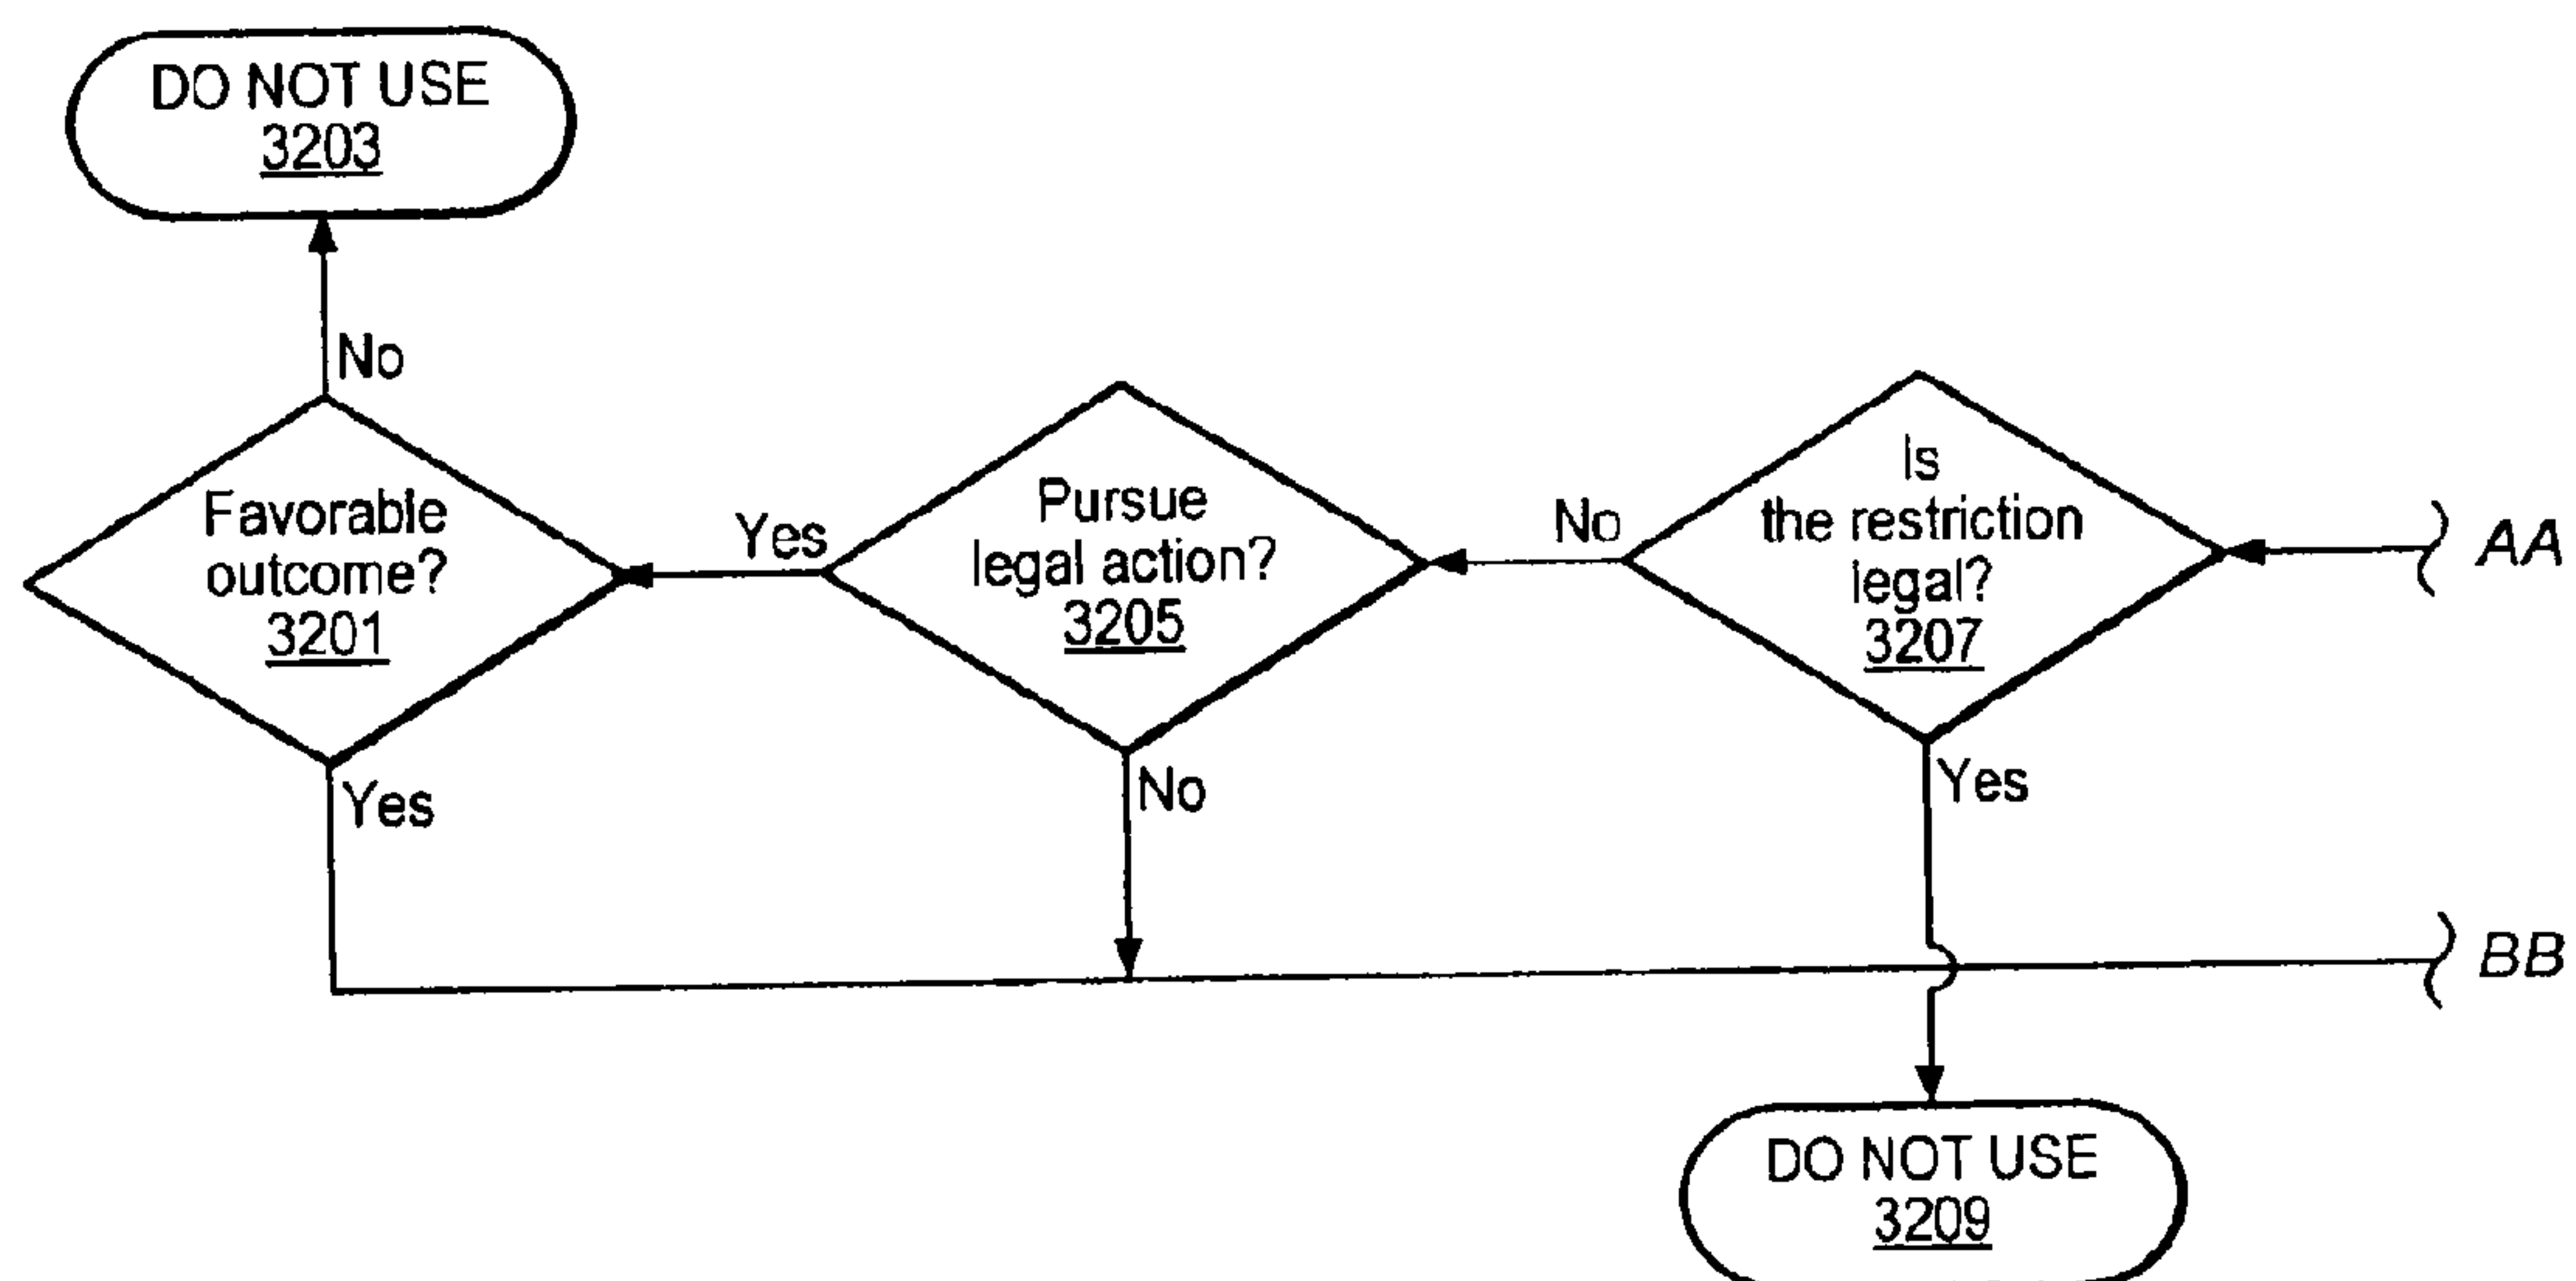 DO NOT USE
3203
No
Favorable
outcome?
3201
Yes
Yes
Pursue
legal action?
3205
No
No
Is
the restriction
legal?
3207
Yes
AA
BB
DO NOT USE
3209